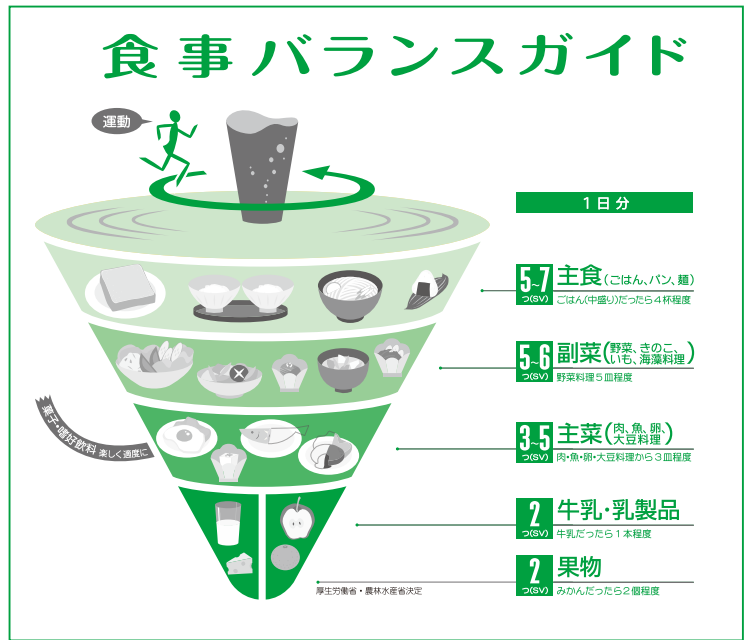 食事バランスガイド
運動
1日分
5~7
つ(SV)
主食(ごはん、パン、麺)
ごはん(中盛り)だったら4杯程度
5~6
つ(SV)
副菜(野菜、きのこ、
いも、海藻料理)
野菜料理5皿程度
3~5
つ(SV)
主菜(肉、魚、卵、
大豆料理)
肉・魚・卵・大豆料理から3皿程度
2
つ(SV)
牛乳・乳製品
牛乳だったら1本程度
2
つ(SV)
果物
みかんだったら2個程度
菓子・嗜好飲料 楽しく適度に
厚生労働省・農林水産省決定